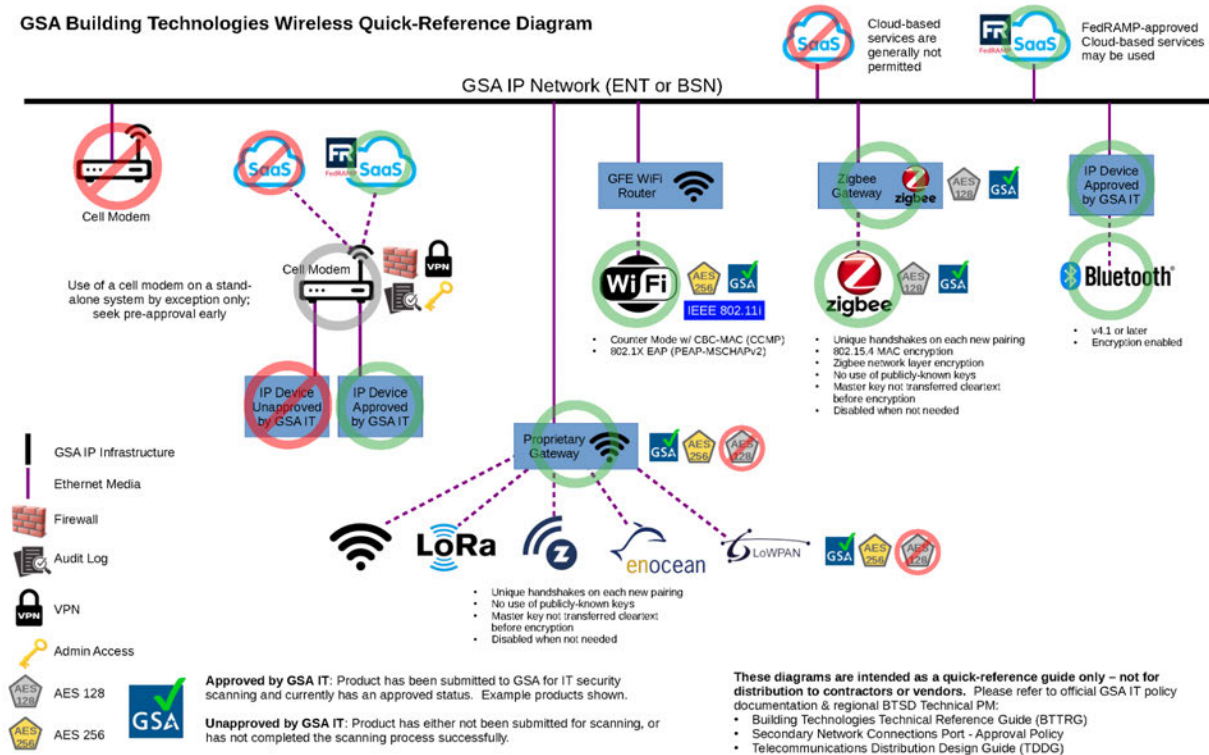 GSA Building Technologies Wireless Quick-Reference Diagram
SaaS
Cloud-based
services are
generally not
permitted
FR
FedRAMP
SaaS
FedRAMP-approved
Cloud-based services
may be used
GSA IP Network (ENT or BSN)
Cell Modem
SaaS
FR
FedRAMP
SaaS
GFE WiFi
Router
Zigbee
Gateway
zigbee
AES
128
GSA
IP Device
Approved
by GSA IT
Use of a cell modem on a stand-
alone system by exception only;
seek pre-approval early
Cell Modem
VPN
WiFi
AES
256
GSA
IEEE 802.11i
zigbee
AES
128
GSA
Bluetooth®
• Counter Mode w/ CBC-MAC (CCMP)
• 802.1X EAP (PEAP-MSCHAPv2)
• Unique handshakes on each new pairing
• 802.15.4 MAC encryption
• Zigbee network layer encryption
• No use of publicly-known keys
• Master key not transferred cleartext
before encryption
• Disabled when not needed
• v4.1 or later
• Encryption enabled
IP Device
Unapproved
by GSA IT
IP Device
Approved
by GSA IT
Proprietary
Gateway
GSA
AES
256
AES
128
GSA IP Infrastructure
Ethernet Media
Firewall
Audit Log
VPN
VPN
Admin Access
AES
128
AES 128
AES
256
AES 256
LoRa
Z
enocean
6LoWPAN
GSA
AES
256
AES
128
• Unique handshakes on each new pairing
• No use of publicly-known keys
• Master key not transferred cleartext
before encryption
• Disabled when not needed
GSA
Approved by GSA IT: Product has been submitted to GSA for IT security
scanning and currently has an approved status. Example products shown.
Unapproved by GSA IT: Product has either not been submitted for scanning, or
has not completed the scanning process successfully.
These diagrams are intended as a quick-reference guide only – not for
distribution to contractors or vendors. Please refer to official GSA IT policy
documentation & regional BTSD Technical PM:
• Building Technologies Technical Reference Guide (BTTRG)
• Secondary Network Connections Port - Approval Policy
• Telecommunications Distribution Design Guide (TDDG)